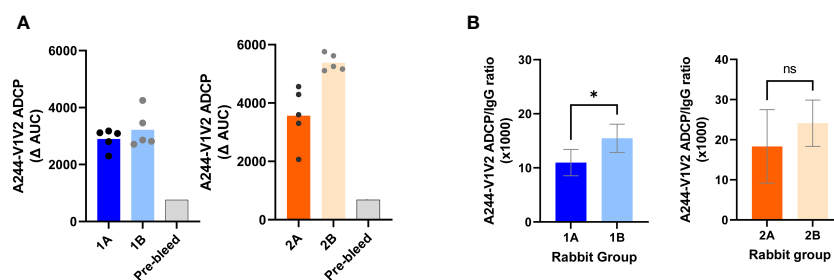 A
A244-V1V2 ADCP
(Δ AUC)
6000
4000
2000
0
1A
1B
Pre-bleed
A244-V1V2 ADCP
(Δ AUC)
6000
4000
2000
0
2A
2B
Pre-bleed
B
A244-V1V2 ADCP/IgG ratio
(x1000)
30
20
10
0
*
1A
1B
Rabbit Group
A244-V1V2 ADCP/IgG ratio
(x1000)
40
30
20
10
0
ns
2A
2B
Rabbit group